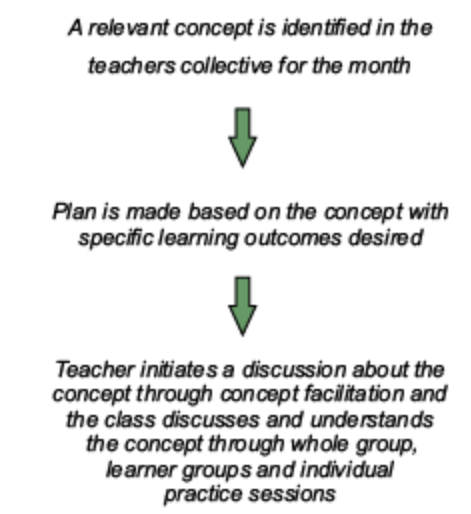 A relevant concept is identified in the
teachers collective for the month
Plan is made based on the concept with
specific learning outcomes desired
Teacher initiates a discussion about the
concept through concept facilitation and
the class discusses and understands
the concept through whole group,
learner groups and individual
practice sessions